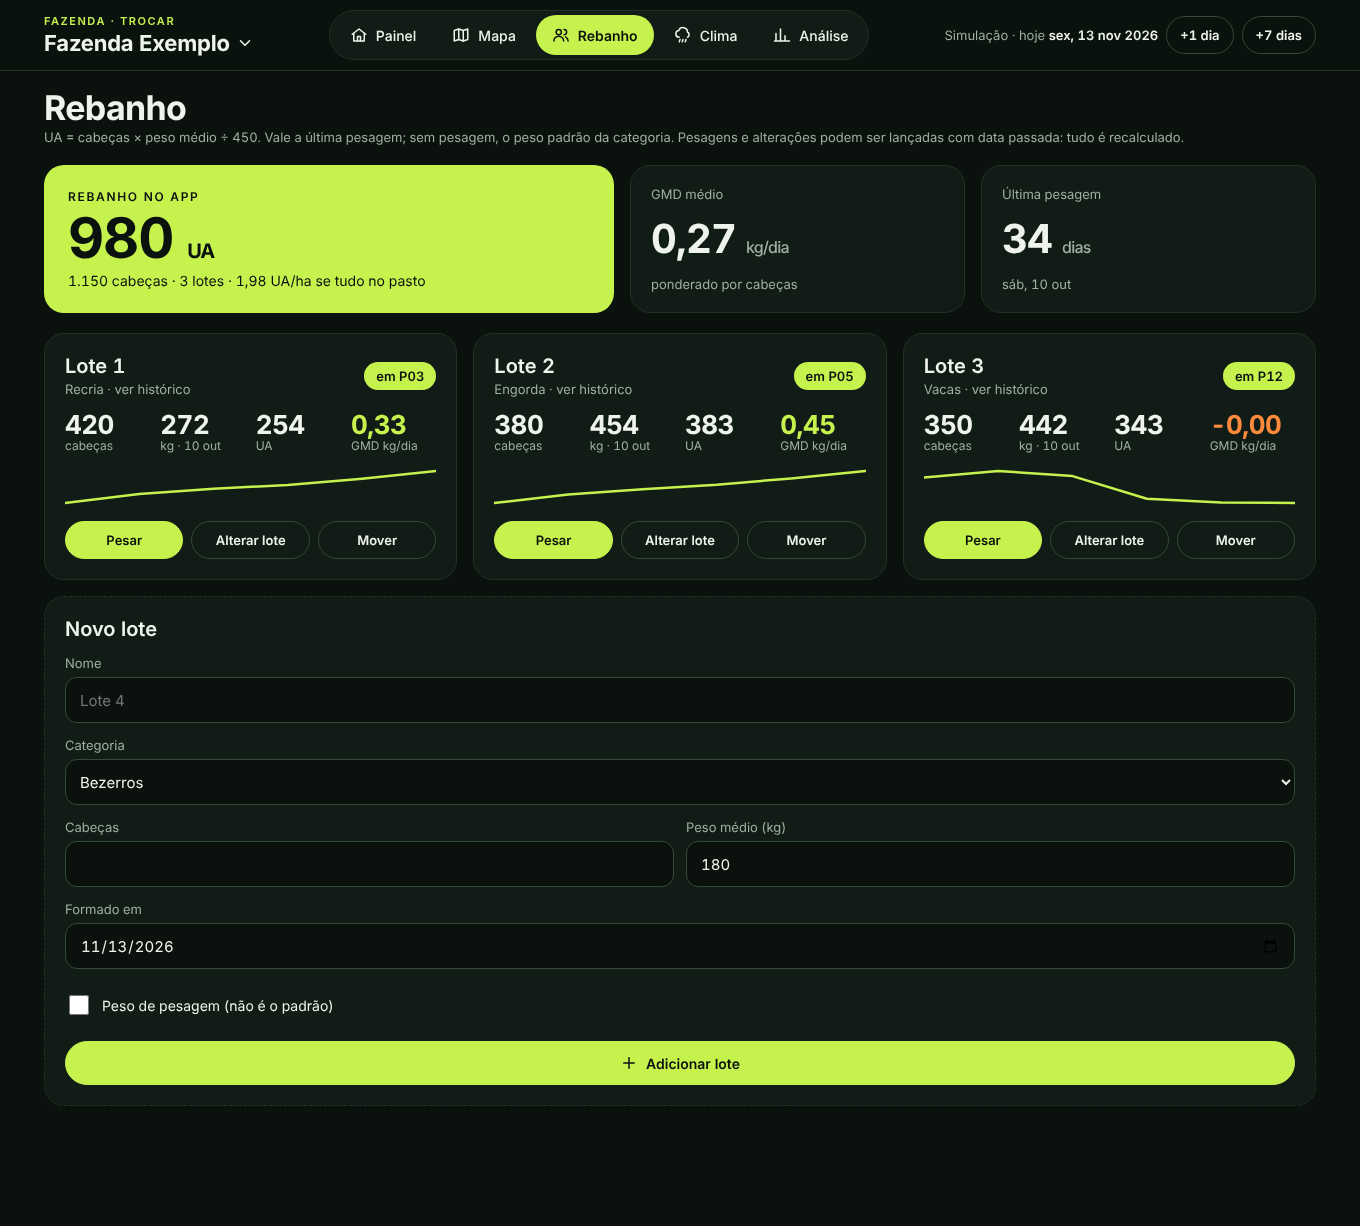 FAZENDA · TROCAR
Fazenda Exemplo
Painel
Mapa
Rebanho
Clima
Análise
Simulação · hoje sex, 13 nov 2026
+1 dia
+7 dias
Rebanho
UA = cabeças × peso médio ÷ 450. Vale a última pesagem; sem pesagem, o peso padrão da categoria. Pesagens e alterações podem ser lançadas com data passada: tudo é recalculado.
REBANHO NO APP
980 UA
1.150 cabeças · 3 lotes · 1,98 UA/ha se tudo no pasto
GMD médio
0,27 kg/dia
ponderado por cabeças
Última pesagem
34 dias
sáb, 10 out
Lote 1
Recria · ver histórico
em P03
420 272 254 0,33
cabeças kg · 10 out UA GMD kg/dia
Pesar
Alterar lote
Mover
Lote 2
Engorda · ver histórico
em P05
380 454 383 0,45
cabeças kg · 10 out UA GMD kg/dia
Pesar
Alterar lote
Mover
Lote 3
Vacas · ver histórico
em P12
350 442 343 -0,00
cabeças kg · 10 out UA GMD kg/dia
Pesar
Alterar lote
Mover
Novo lote
Nome
Lote 4
Categoria
Bezerros
Cabeças
Peso médio (kg)
180
Formado em
11/13/2026
Peso de pesagem (não é o padrão)
Adicionar lote